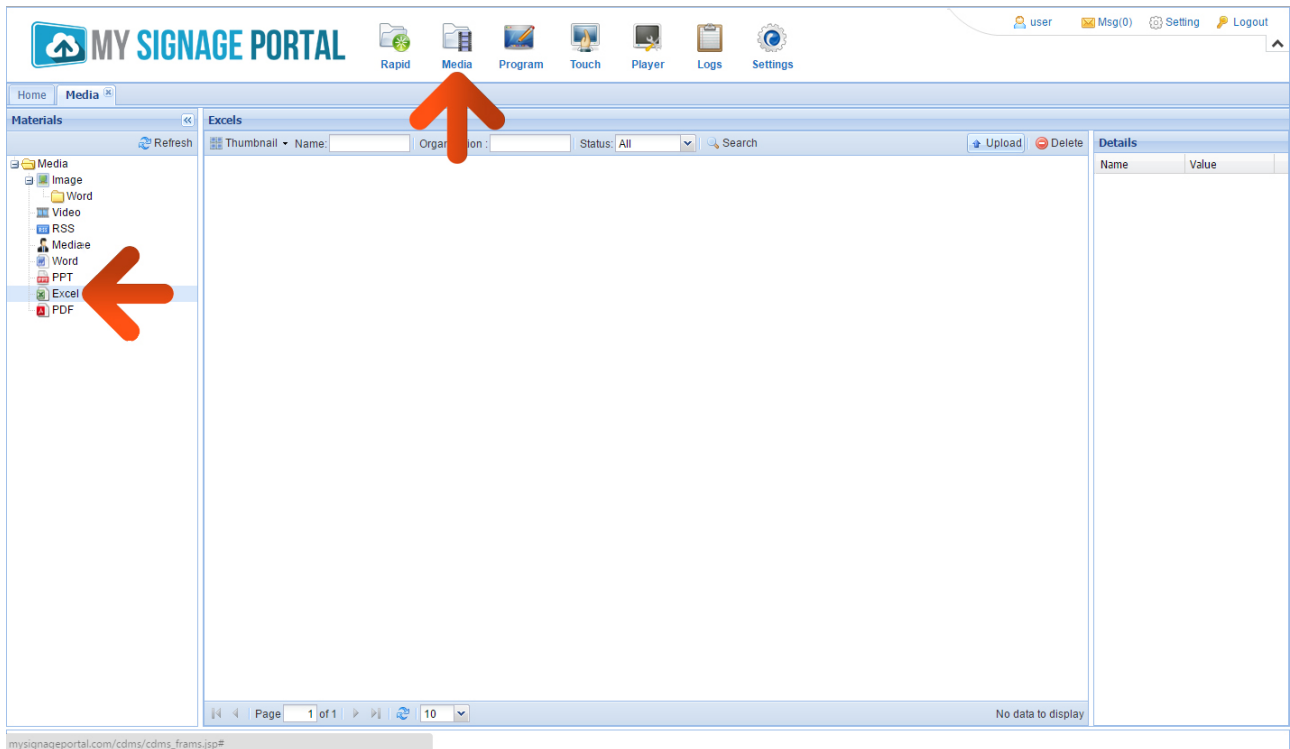 MY SIGNAGE PORTAL
Rapid Media Program Touch Player Logs Settings
user Msg(0) Setting Logout
Home Media
Materials
Refresh
Media
Image
Word
Video
RSS
Mediæe
Word
PPT
Excel
PDF
Excels
Thumbnail Name: Status: All Search Upload Delete
Details
Name Value
Page 1 of 1 10 No data to display
mysignageportal.com/cdms/cdms_frams.jsp#